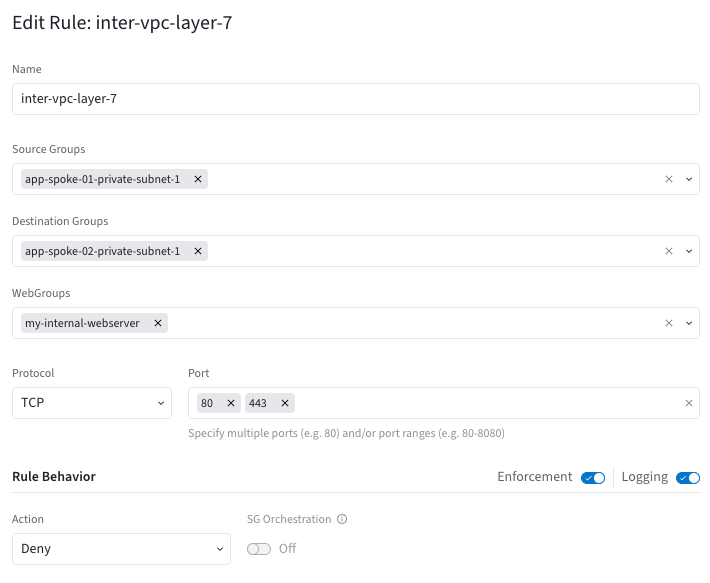 Edit Rule: inter-vpc-layer-7
Name
inter-vpc-layer-7
Source Groups
app-spoke-01-private-subnet-1
Destination Groups
app-spoke-02-private-subnet-1
WebGroups
my-internal-webserver
Protocol Port
TCP 80 443
Specify multiple ports (e.g. 80) and/or port ranges (e.g. 80-8080)
Rule Behavior Enforcement Logging
Action SG Orchestration
Deny Off